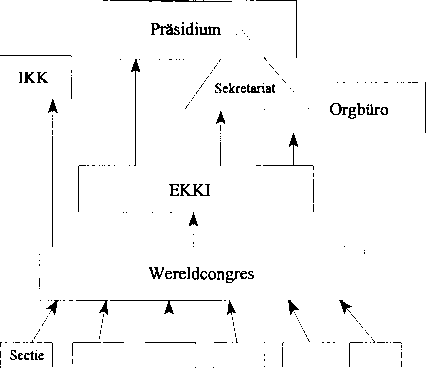 Präsidium
IKK
Sekretariat
Orgbüro
EKKI
Wereldcongres
Sectie